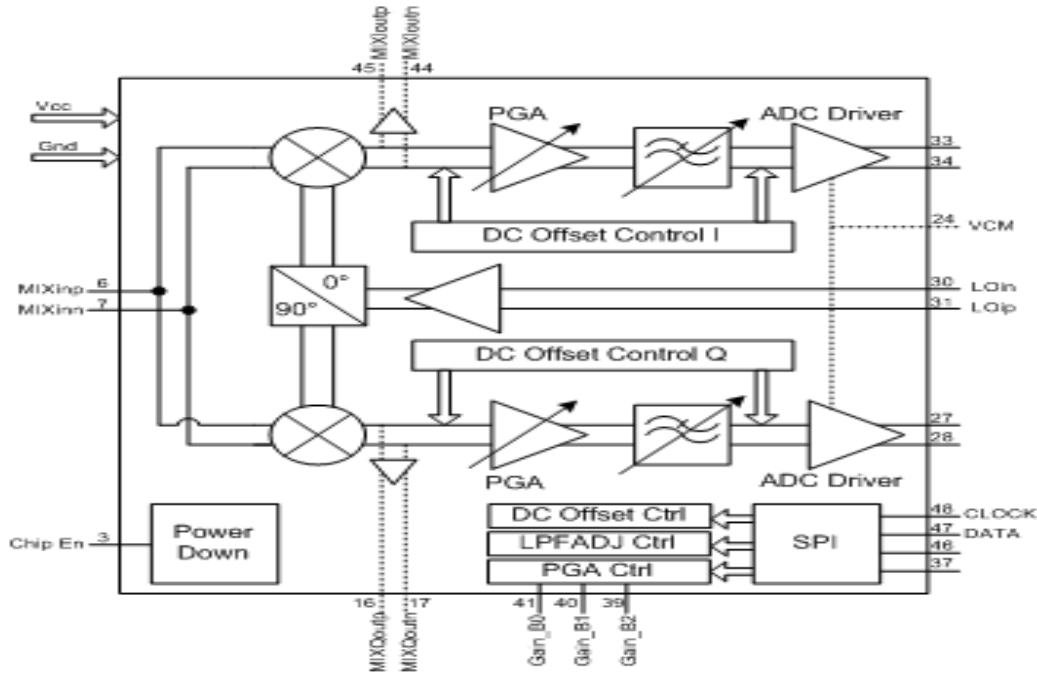 MIXIoutp
MIXIoutn
45
44
Vcc
Gnd
PGA
ADC Driver
33
34
DC Offset Control I
24
VCM
MIXinp
6
MIXinn
7
0°
90°
30
LOin
31
LOip
DC Offset Control Q
27
28
PGA
ADC Driver
Chip En
3
Power
Down
DC Offset Ctrl
LPFADJ Ctrl
PGA Ctrl
SPI
48
CLOCK
47
DATA
46
37
16
17
41
40
39
MIXQoutp
MIXQoutn
Gain_B0
Gain_B1
Gain_B2